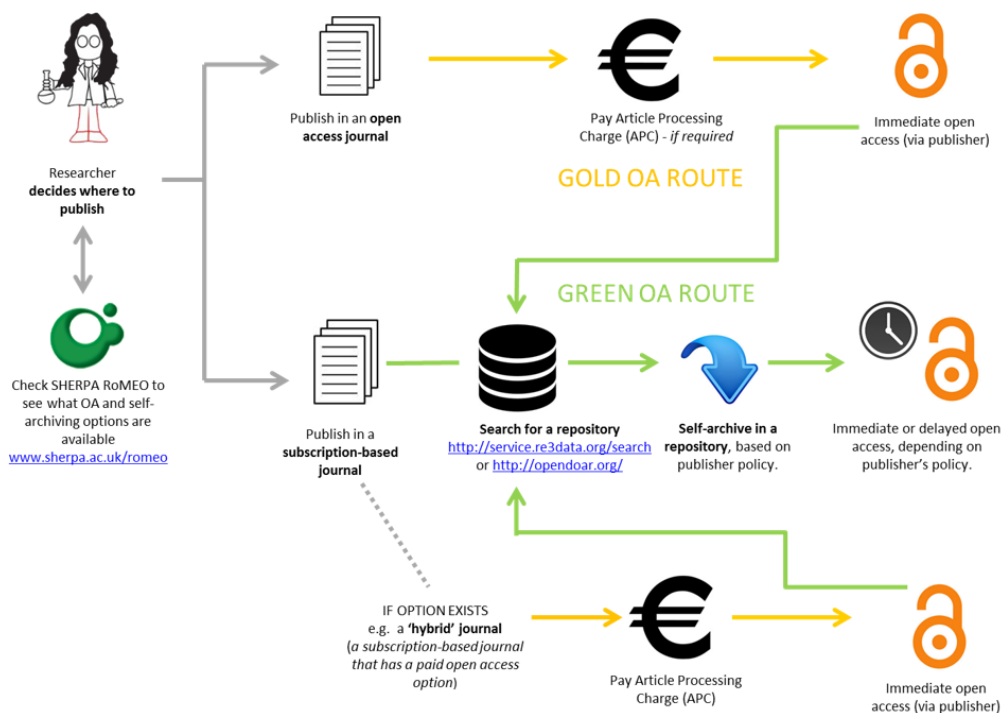 Researcher
decides where to
publish
Check SHERPA RoMEO to
see what OA and self-
archiving options are
available
www.sherpa.ac.uk/romeo
Publish in an open
access journal
Pay Article Processing
Charge (APC) - if required
Immediate open
access (via publisher)
GOLD OA ROUTE
GREEN OA ROUTE
Publish in a
subscription-based
journal
Search for a repository
http://service.re3data.org/search
or http://opendoar.org/
Self-archive in a
repository, based on
publisher policy.
Immediate or delayed open
access, depending on
publisher's policy.
IF OPTION EXISTS
e.g. a 'hybrid' journal
(a subscription-based journal
that has a paid open access
option)
Pay Article Processing
Charge (APC)
Immediate open
access (via publisher)